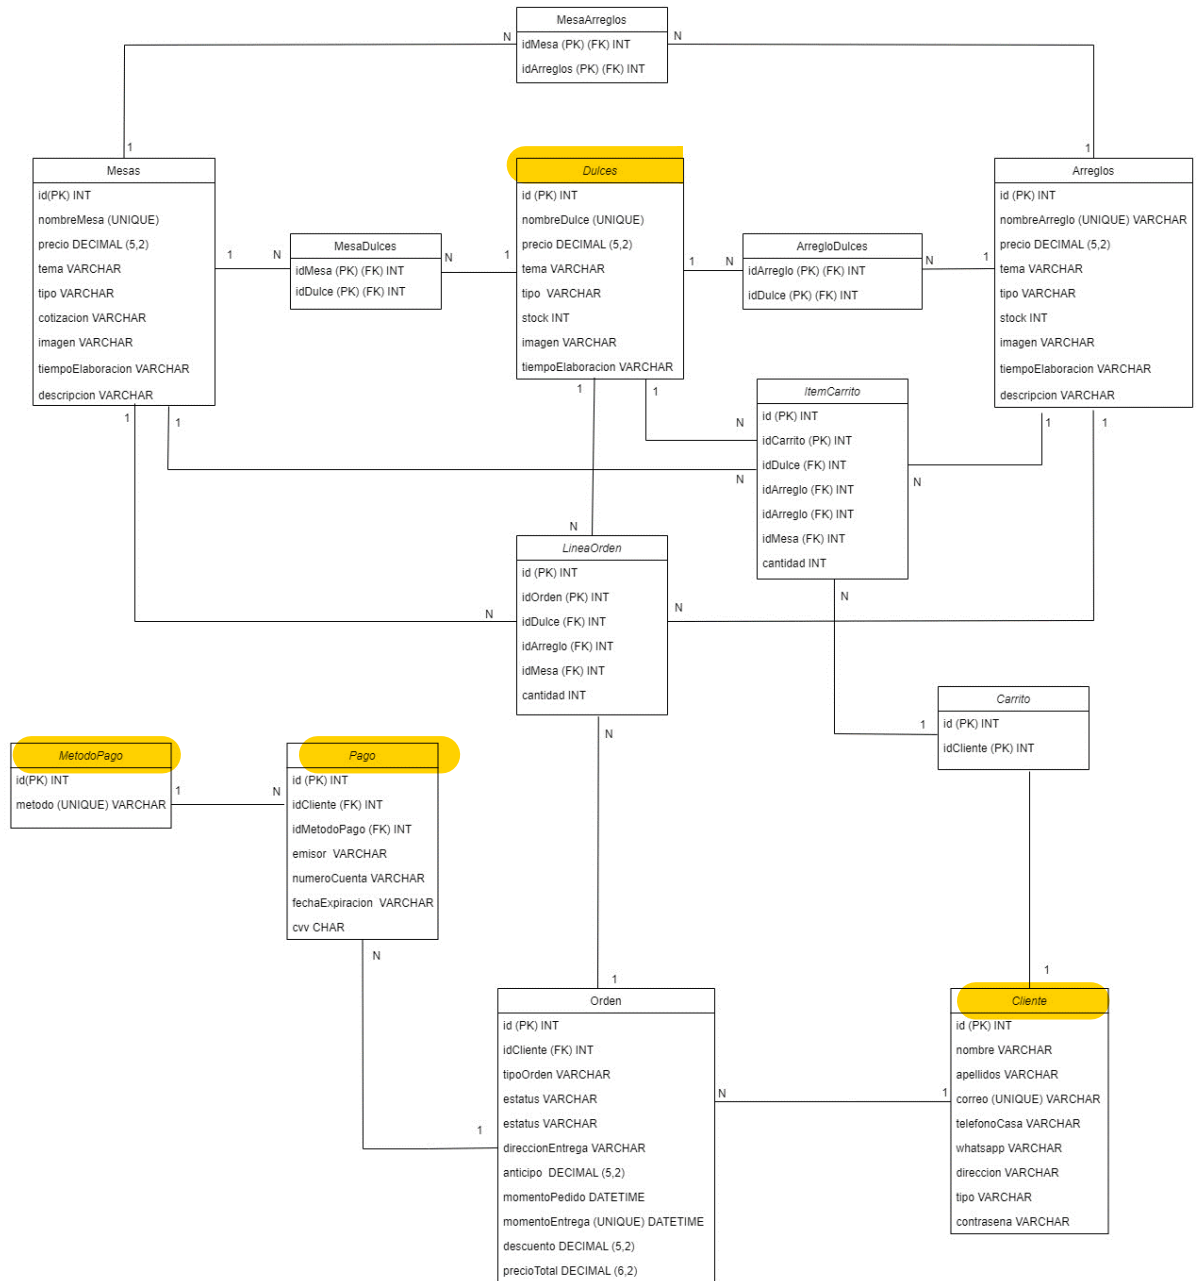 MesaArreglos
idMesa (PK) (FK) INT
idArreglos (PK) (FK) INT
N
N
1
1
Mesas
id(PK) INT
nombreMesa (UNIQUE)
precio DECIMAL (5,2)
tema VARCHAR
tipo VARCHAR
cotizacion VARCHAR
imagen VARCHAR
tiempoElaboracion VARCHAR
descripcion VARCHAR
1
N
MesaDulces
idMesa (PK) (FK) INT
idDulce (PK) (FK) INT
N
1
Dulces
id (PK) INT
nombreDulce (UNIQUE)
precio DECIMAL (5,2)
tema VARCHAR
tipo VARCHAR
stock INT
imagen VARCHAR
tiempoElaboracion VARCHAR
1
N
ArregloDulces
idArreglo (PK) (FK) INT
idDulce (PK) (FK) INT
N
1
Arreglos
id (PK) INT
nombreArreglo (UNIQUE) VARCHAR
precio DECIMAL (5,2)
tema VARCHAR
tipo VARCHAR
stock INT
imagen VARCHAR
tiempoElaboracion VARCHAR
descripcion VARCHAR
1
1
1
1
1
1
N
N
N
ItemCarrito
id (PK) INT
idCarrito (PK) INT
idDulce (FK) INT
idArreglo (FK) INT
idArreglo (FK) INT
idMesa (FK) INT
cantidad INT
N
N
N
N
LineaOrden
id (PK) INT
idOrden (PK) INT
idDulce (FK) INT
idArreglo (FK) INT
idMesa (FK) INT
cantidad INT
N
1
Carrito
id (PK) INT
idCliente (PK) INT
1
MetodoPago
id(PK) INT
metodo (UNIQUE) VARCHAR
1
N
Pago
id (PK) INT
idCliente (FK) INT
idMetodoPago (FK) INT
emisor VARCHAR
numeroCuenta VARCHAR
fechaExpiracion VARCHAR
cvv CHAR
N
1
1
Orden
id (PK) INT
idCliente (FK) INT
tipoOrden VARCHAR
estatus VARCHAR
estatus VARCHAR
direccionEntrega VARCHAR
anticipo DECIMAL (5,2)
momentoPedido DATETIME
momentoEntrega (UNIQUE) DATETIME
descuento DECIMAL (5,2)
precioTotal DECIMAL (6,2)
N
1
Cliente
id (PK) INT
nombre VARCHAR
apellidos VARCHAR
correo (UNIQUE) VARCHAR
telefonoCasa VARCHAR
whatsapp VARCHAR
direccion VARCHAR
tipo VARCHAR
contrasena VARCHAR